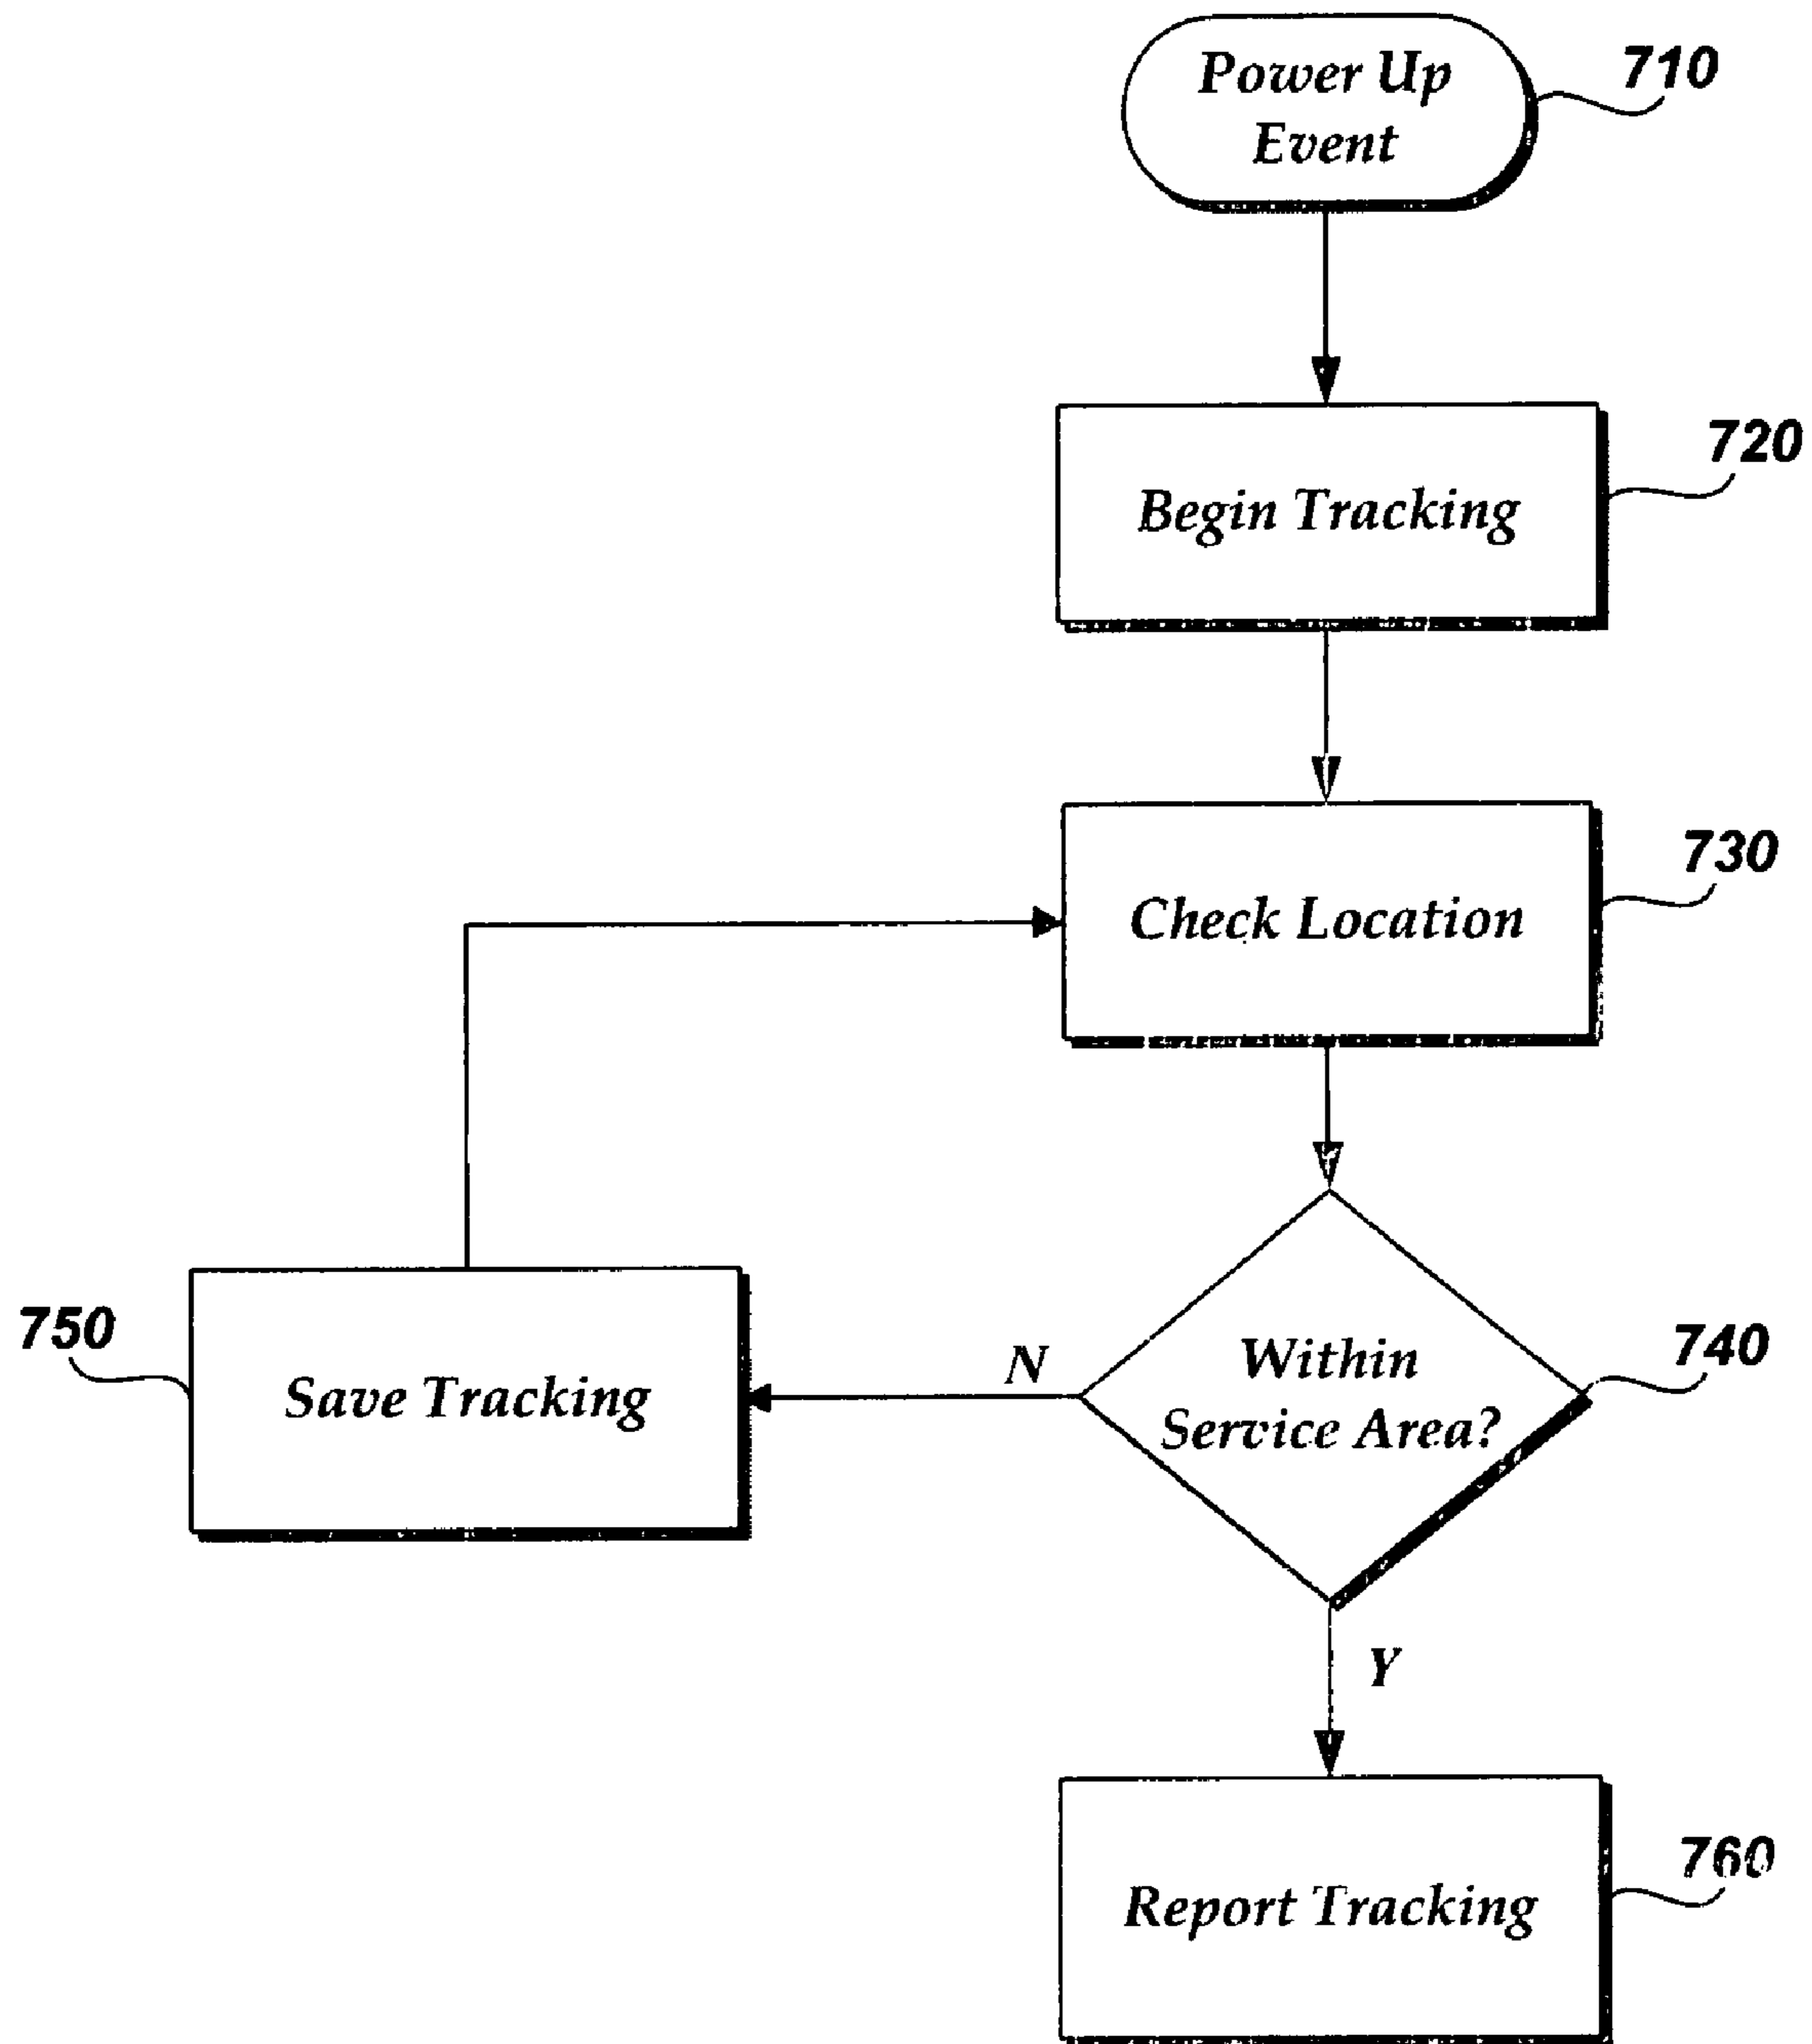 Power Up
Event
710
Begin Tracking
720
Check Location
730
Within
Service Area?
740
N
Save Tracking
750
Y
Report Tracking
760